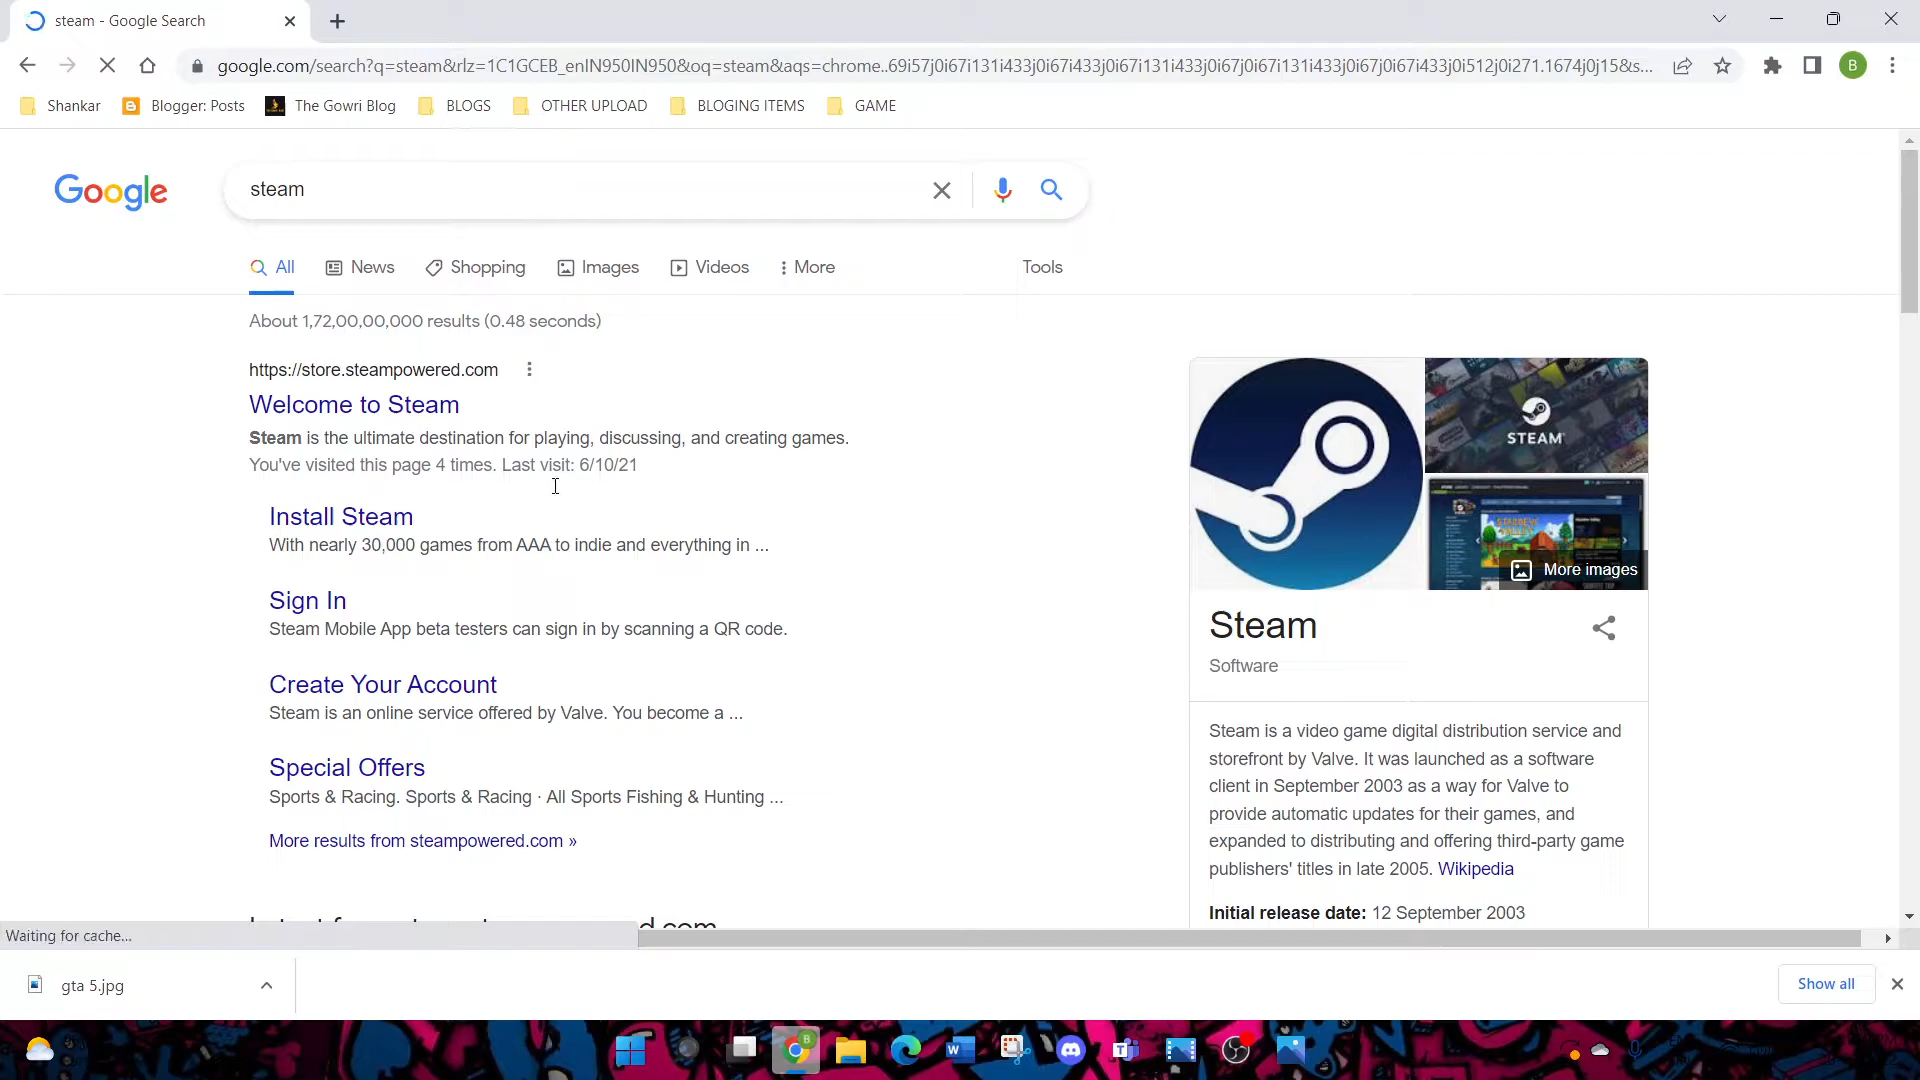 steam - Google Search
google.com/search?q=steam&rlz=1C1GCEB_enIN950IN950&oq=steam&aqs=chrome..69i57j0i67i131i433j0i67i433j0i67i131i433j0i67j0i67i131i433j0i67j0i67i433j0i512j0i271.1674j0j15&s...
B
Shankar
Blogger: Posts
The Gowri Blog
BLOGS
OTHER UPLOAD
BLOGING ITEMS
GAME
Google
steam
All
News
Shopping
Images
Videos
More
Tools
About 1,72,00,00,000 results (0.48 seconds)
https://store.steampowered.com
Welcome to Steam
Steam is the ultimate destination for playing, discussing, and creating games.
You've visited this page 4 times. Last visit: 6/10/21
Install Steam
With nearly 30,000 games from AAA to indie and everything in ...
Sign In
Steam Mobile App beta testers can sign in by scanning a QR code.
Create Your Account
Steam is an online service offered by Valve. You become a ...
Special Offers
Sports & Racing. Sports & Racing · All Sports Fishing & Hunting ...
More results from steampowered.com »
STEAM
More images
Steam
Software
Steam is a video game digital distribution service and
storefront by Valve. It was launched as a software
client in September 2003 as a way for Valve to
provide automatic updates for their games, and
expanded to distributing and offering third-party game
publishers' titles in late 2005. Wikipedia
Initial release date: 12 September 2003
Waiting for cache...
gta 5.jpg
Show all